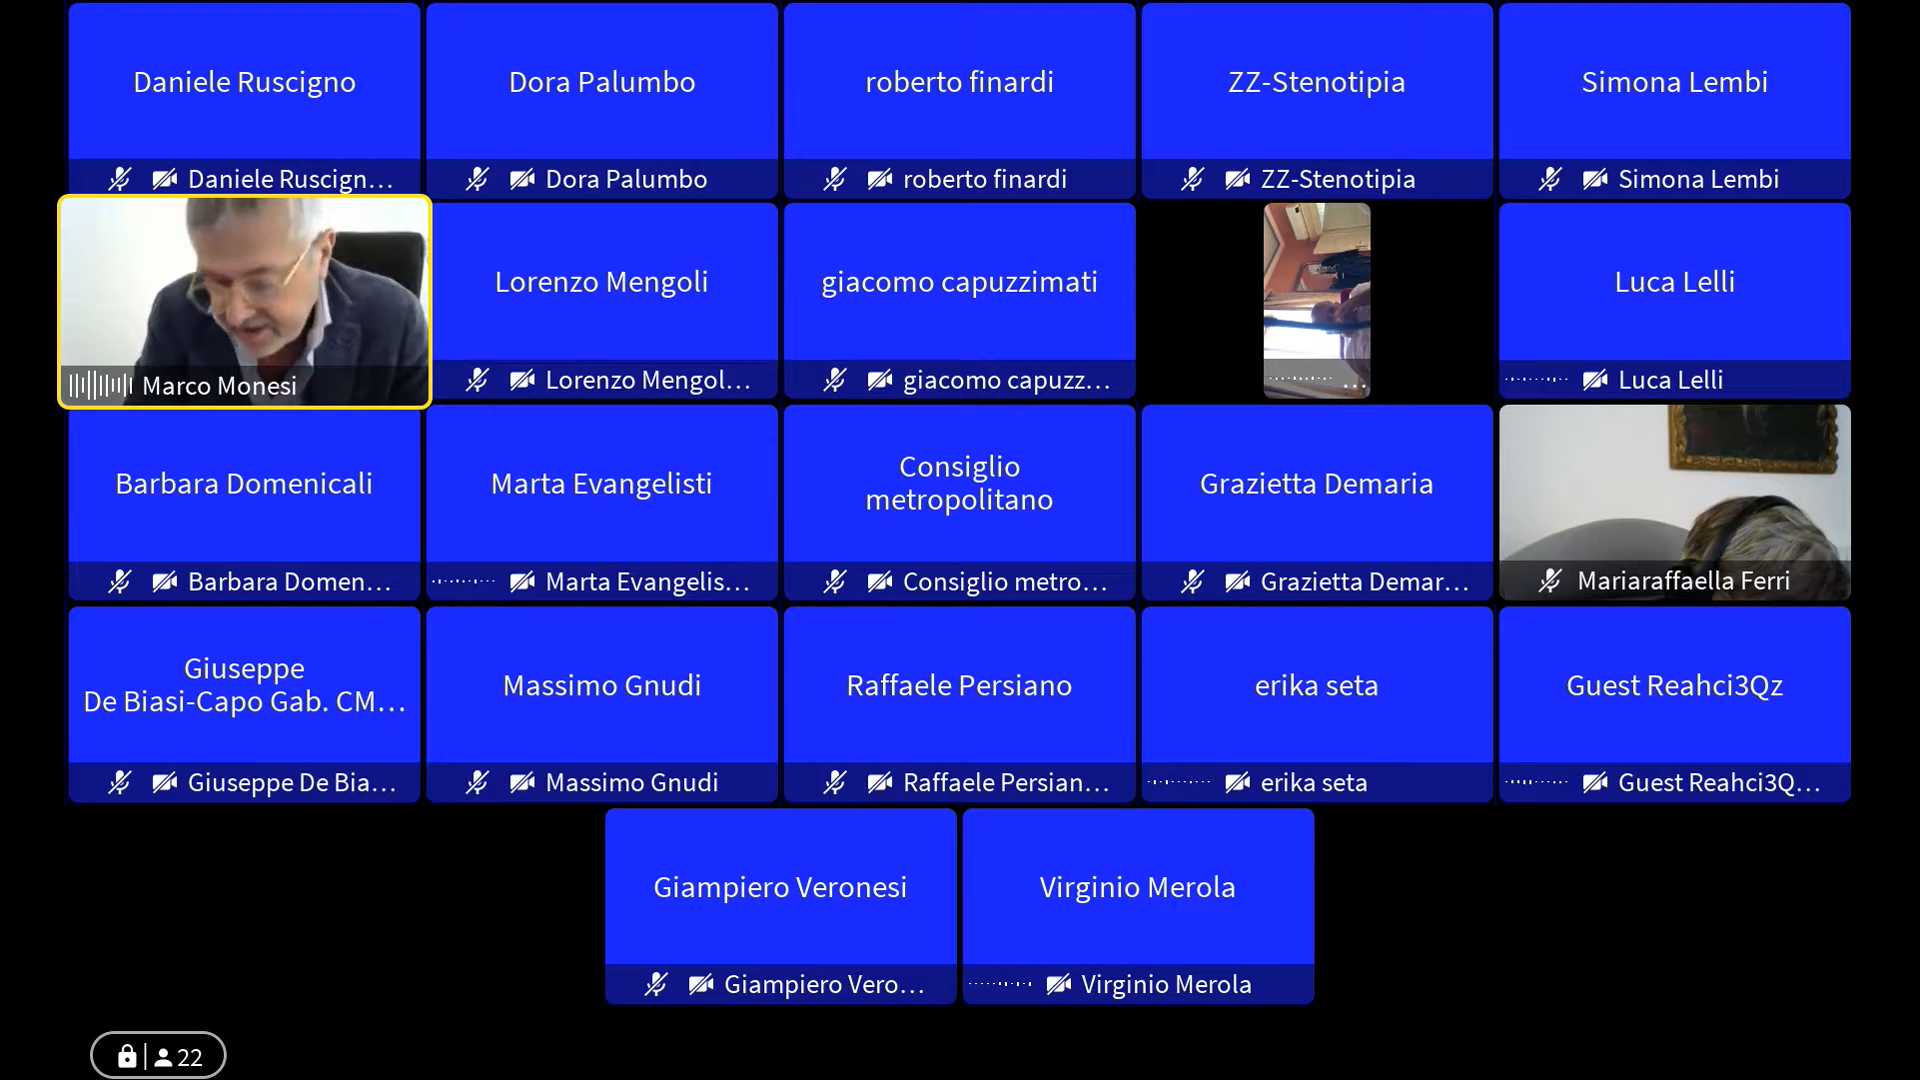 Daniele Ruscigno
Daniele Ruscign...
Dora Palumbo
Dora Palumbo
roberto finardi
roberto finardi
ZZ-Stenotipia
ZZ-Stenotipia
Simona Lembi
Simona Lembi
Marco Monesi
Lorenzo Mengoli
Lorenzo Mengol...
giacomo capuzzimati
giacomo capuzz...
...
Luca Lelli
Luca Lelli
Barbara Domenicali
Barbara Domen...
Marta Evangelisti
Marta Evangelis...
Consiglio
metropolitano
Consiglio metro...
Grazietta Demaria
Grazietta Demar...
Mariaraffaella Ferri
Giuseppe
De Biasi-Capo Gab. CM...
Giuseppe De Bia...
Massimo Gnudi
Massimo Gnudi
Raffaele Persiano
Raffaele Persian...
erika seta
erika seta
Guest Reahci3Qz
Guest Reahci3Q...
Giampiero Veronesi
Giampiero Vero...
Virginio Merola
Virginio Merola
22